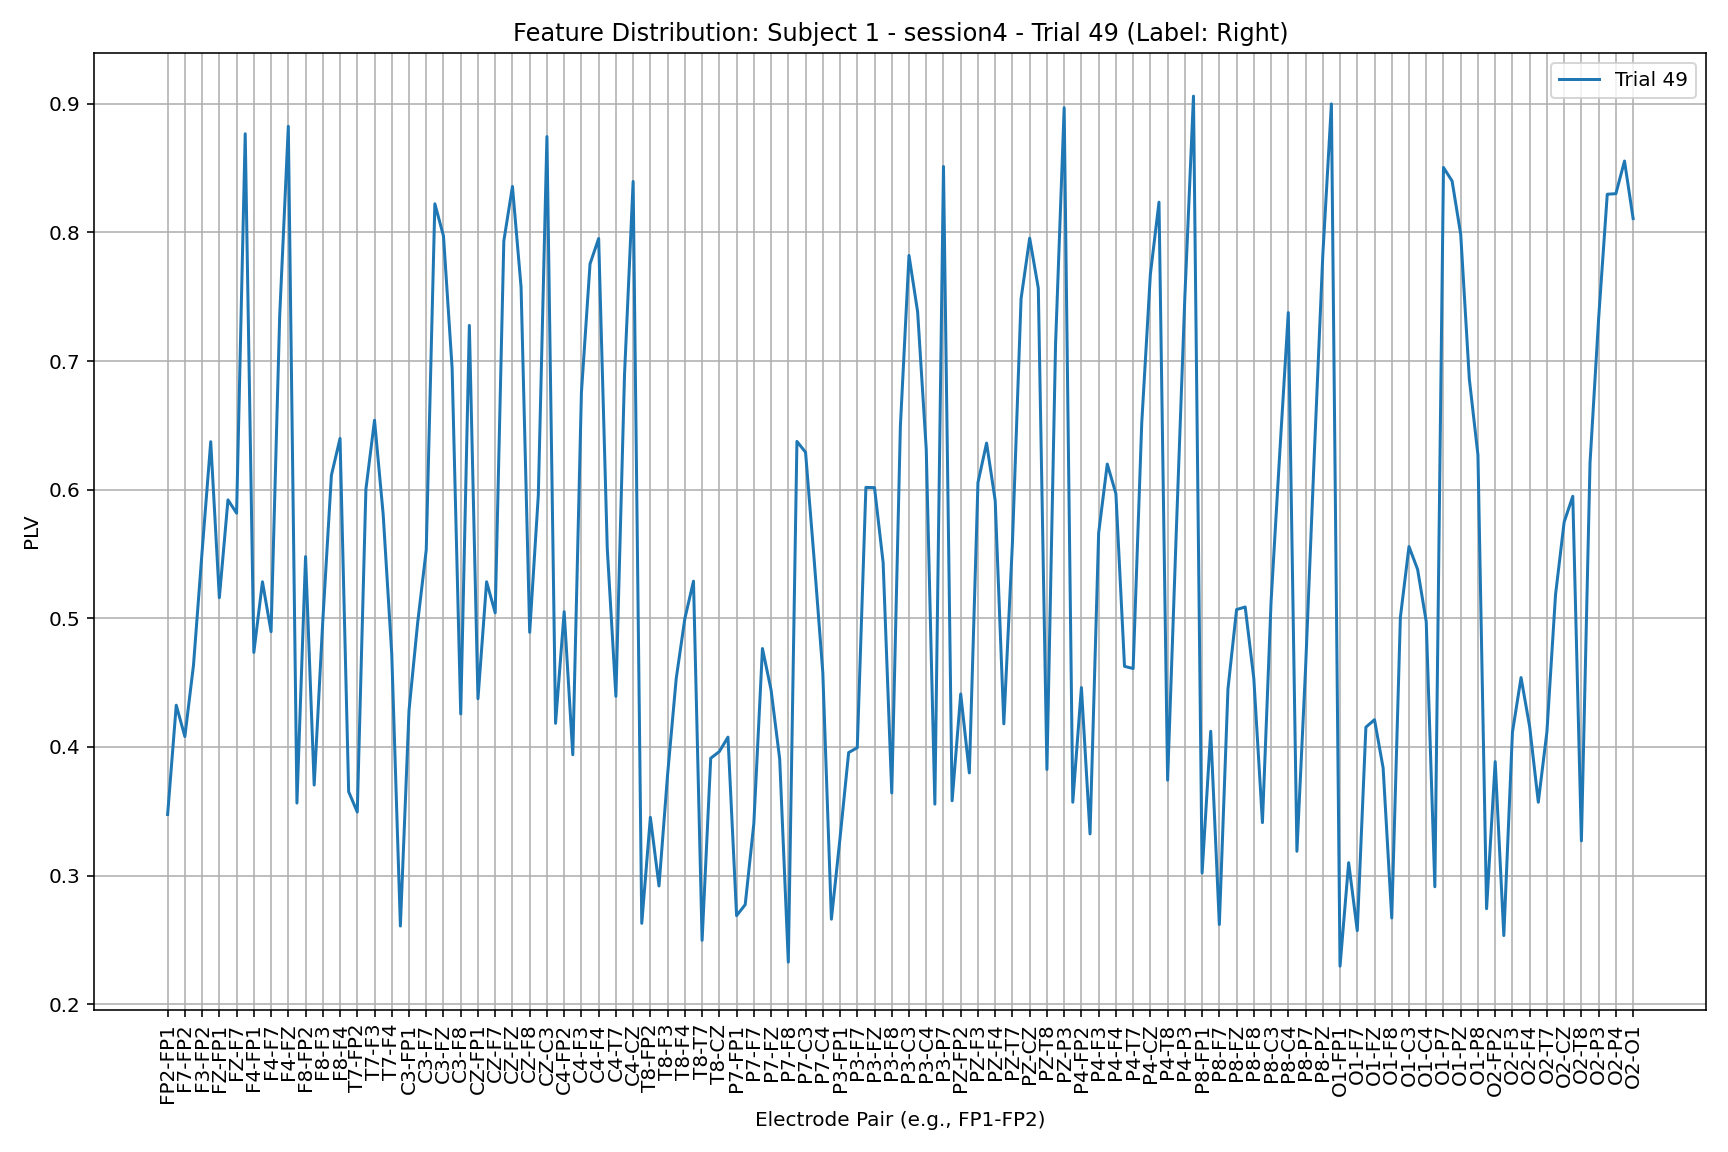 Feature Distribution: Subject 1 - session4 - Trial 49 (Label: Right)
Trial 49
0.9
0.8
0.7
0.6
0.5
0.4
0.3
0.2
PLV
FP2-FP1
F7-FP2
F3-FP2
FZ-FP1
FZ-F7
F4-FP1
F4-F7
F4-FZ
F8-FP2
F8-F3
F8-F4
T7-FP2
T7-F3
T7-F4
C3-FP1
C3-F7
C3-FZ
C3-F8
CZ-FP1
CZ-F7
CZ-FZ
CZ-F8
CZ-C3
C4-FP2
C4-F3
C4-F4
C4-T7
C4-CZ
T8-FP2
T8-F3
T8-F4
T8-T7
T8-CZ
P7-FP1
P7-F7
P7-FZ
P7-F8
P7-C3
P7-C4
P3-FP1
P3-F7
P3-FZ
P3-F8
P3-C3
P3-C4
P3-P7
PZ-FP2
PZ-F3
PZ-F4
PZ-T7
PZ-CZ
PZ-T8
PZ-P3
P4-FP2
P4-F3
P4-F4
P4-T7
P4-CZ
P4-T8
P4-P3
P8-FP1
P8-F7
P8-FZ
P8-F8
P8-C3
P8-C4
P8-P7
P8-PZ
O1-FP1
O1-F7
O1-FZ
O1-F8
O1-C3
O1-C4
O1-P7
O1-PZ
O1-P8
O2-FP2
O2-F3
O2-F4
O2-T7
O2-CZ
O2-T8
O2-P3
O2-P4
O2-O1
Electrode Pair (e.g., FP1-FP2)